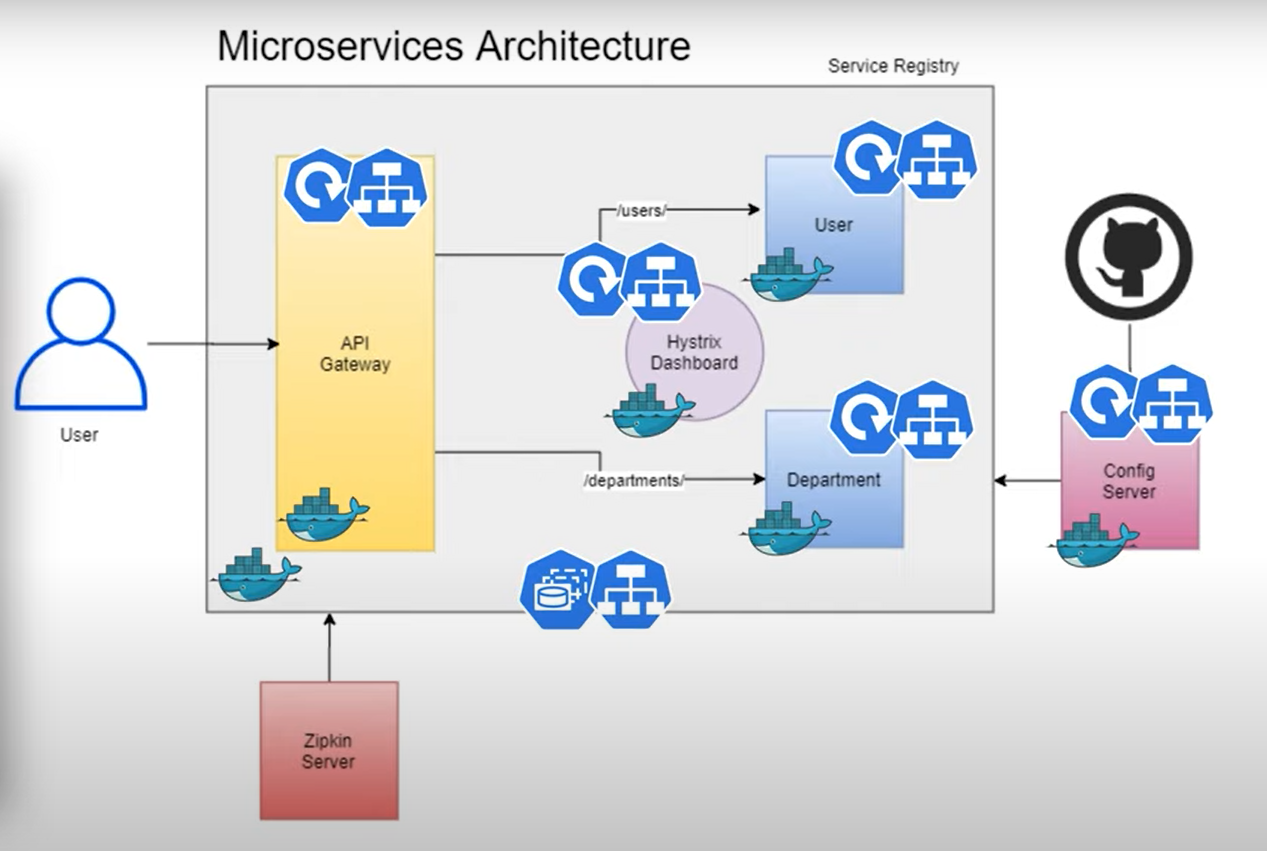 Microservices Architecture
Service Registry
/users/
User
API
Gateway
Hystrix
Dashboard
User
/departments/
Department
Config
Server
Zipkin
Server